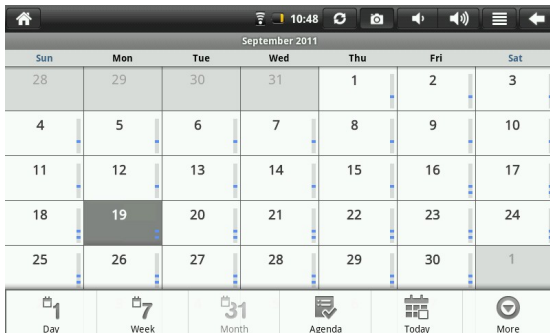 10:48
September 2011
Sun Mon Tue Wed Thu Fri Sat
28 29 30 31 1 2 3
4 5 6 7 8 9 10
11 12 13 14 15 16 17
18 19 20 21 22 23 24
25 26 27 28 29 30 1
1 7 31
Day Week Month Agenda Today More